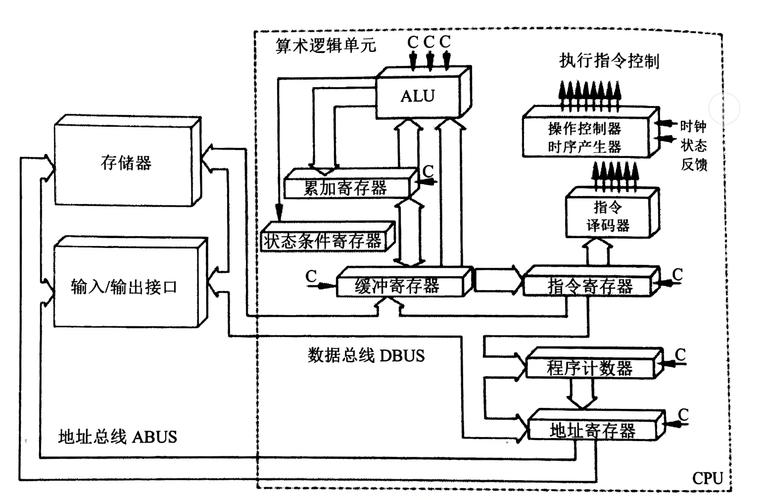 算术逻辑单元
C C C
执行指令控制
ALU
操作控制器
时序产生器
时钟
状态
反馈
存储器
累加寄存器
C
指令
译码器
状态条件寄存器
输入/输出接口
C
缓冲寄存器
指令寄存器
C
数据总线 DBUS
程序计数器
C
地址总线 ABUS
地址寄存器
C
CPU